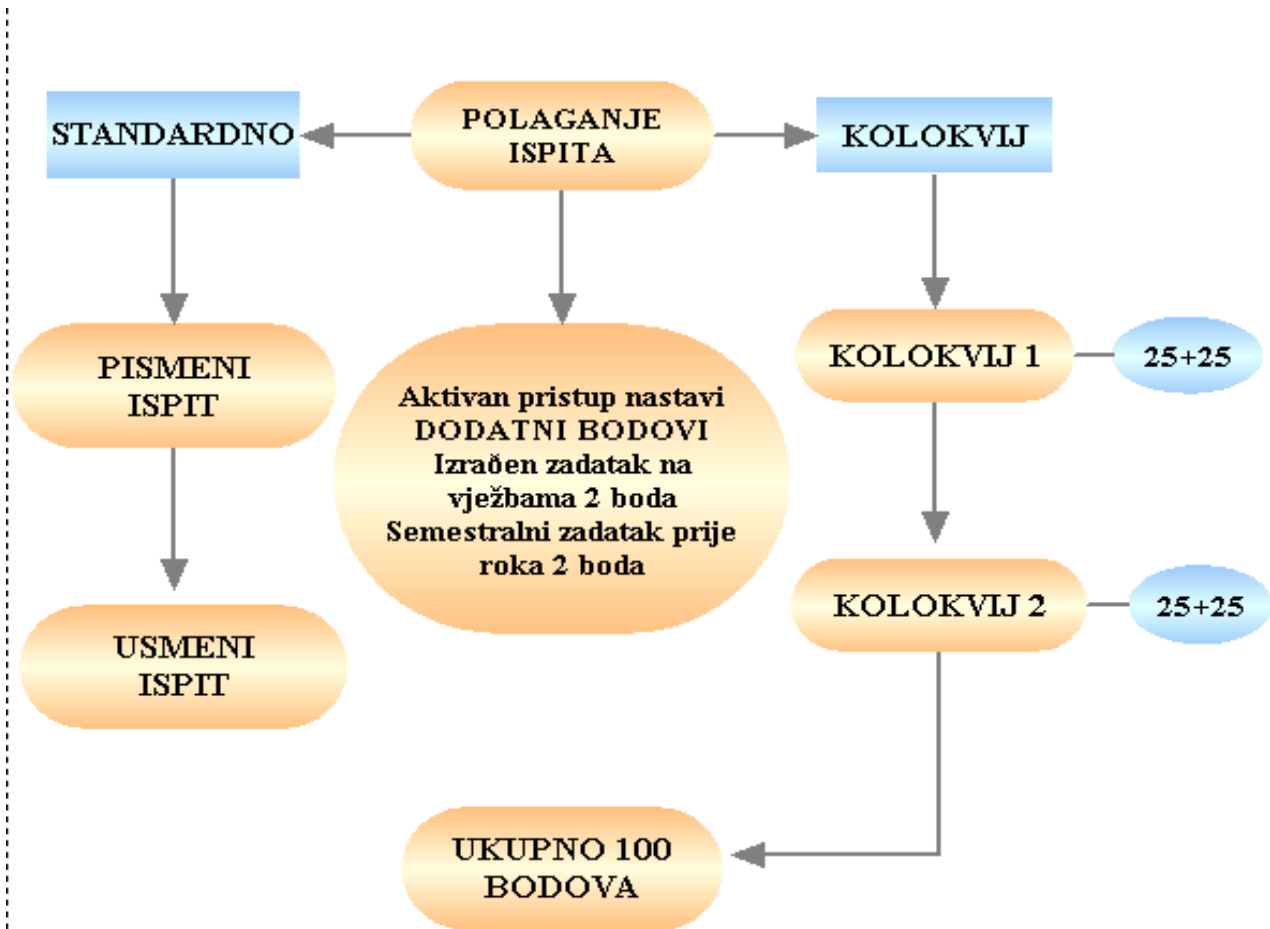 STANDARDNO
POLAGANJE
ISPITA
KOLOKVIJ
PISMENI
ISPIT
USMENI
ISPIT
Aktivan pristup nastavi
DODATNI BODOVI
Izraðen zadatak na
vježbama 2 boda
Semestralni zadatak prije
roka 2 boda
KOLOKVIJ 1
25+25
KOLOKVIJ 2
25+25
UKUPNO 100
BODOVA